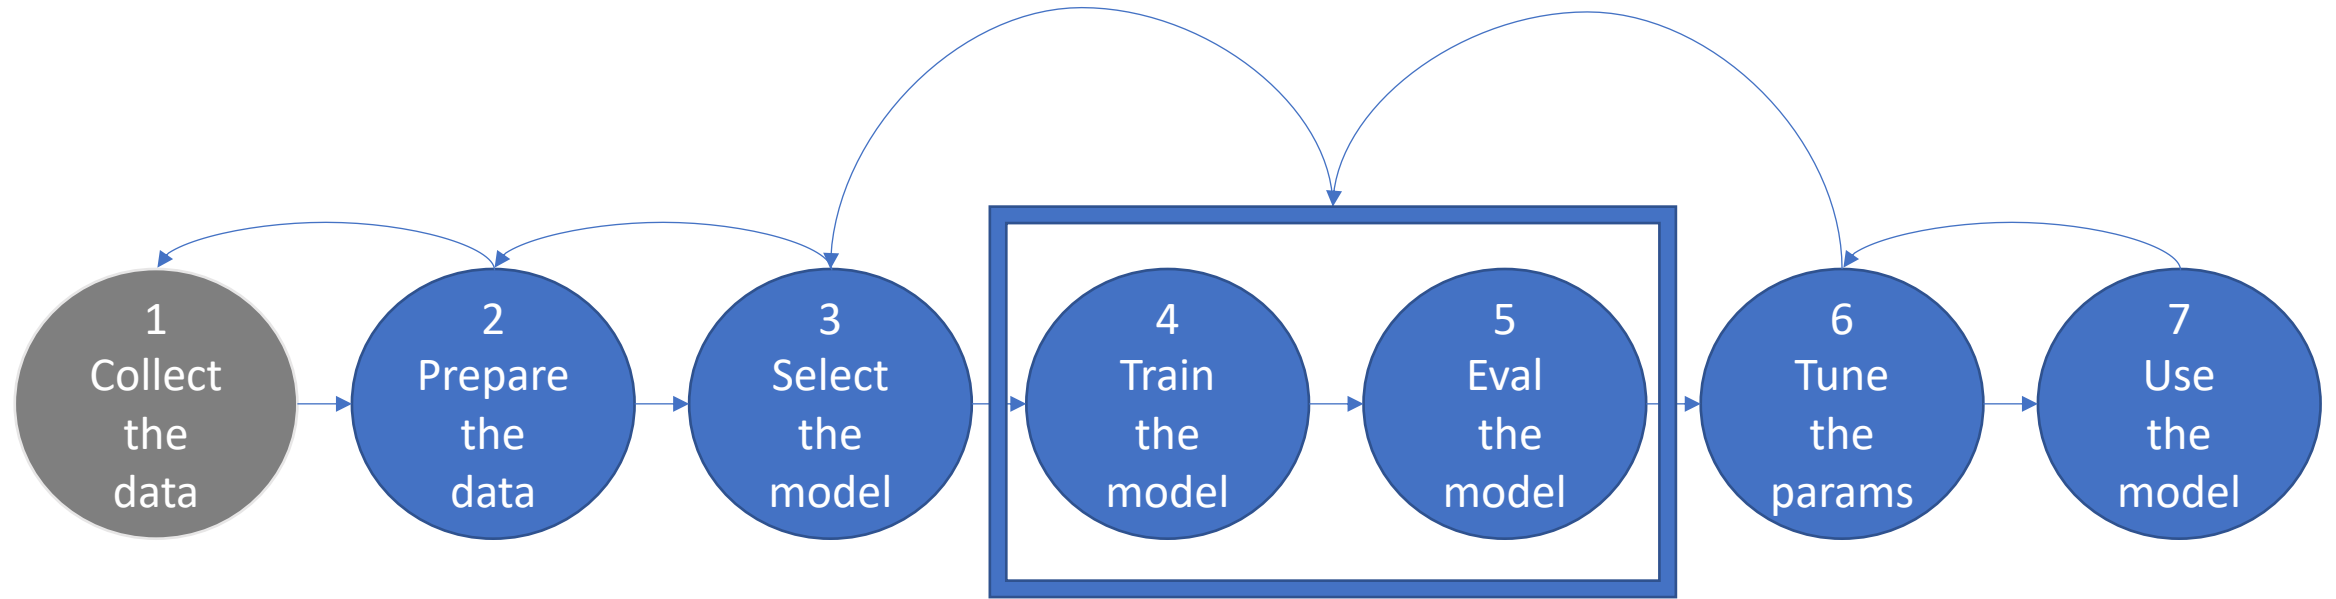 1
Collect
the
data
2
Prepare
the
data
3
Select
the
model
4
Train
the
model
5
Eval
the
model
6
Tune
the
params
7
Use
the
model